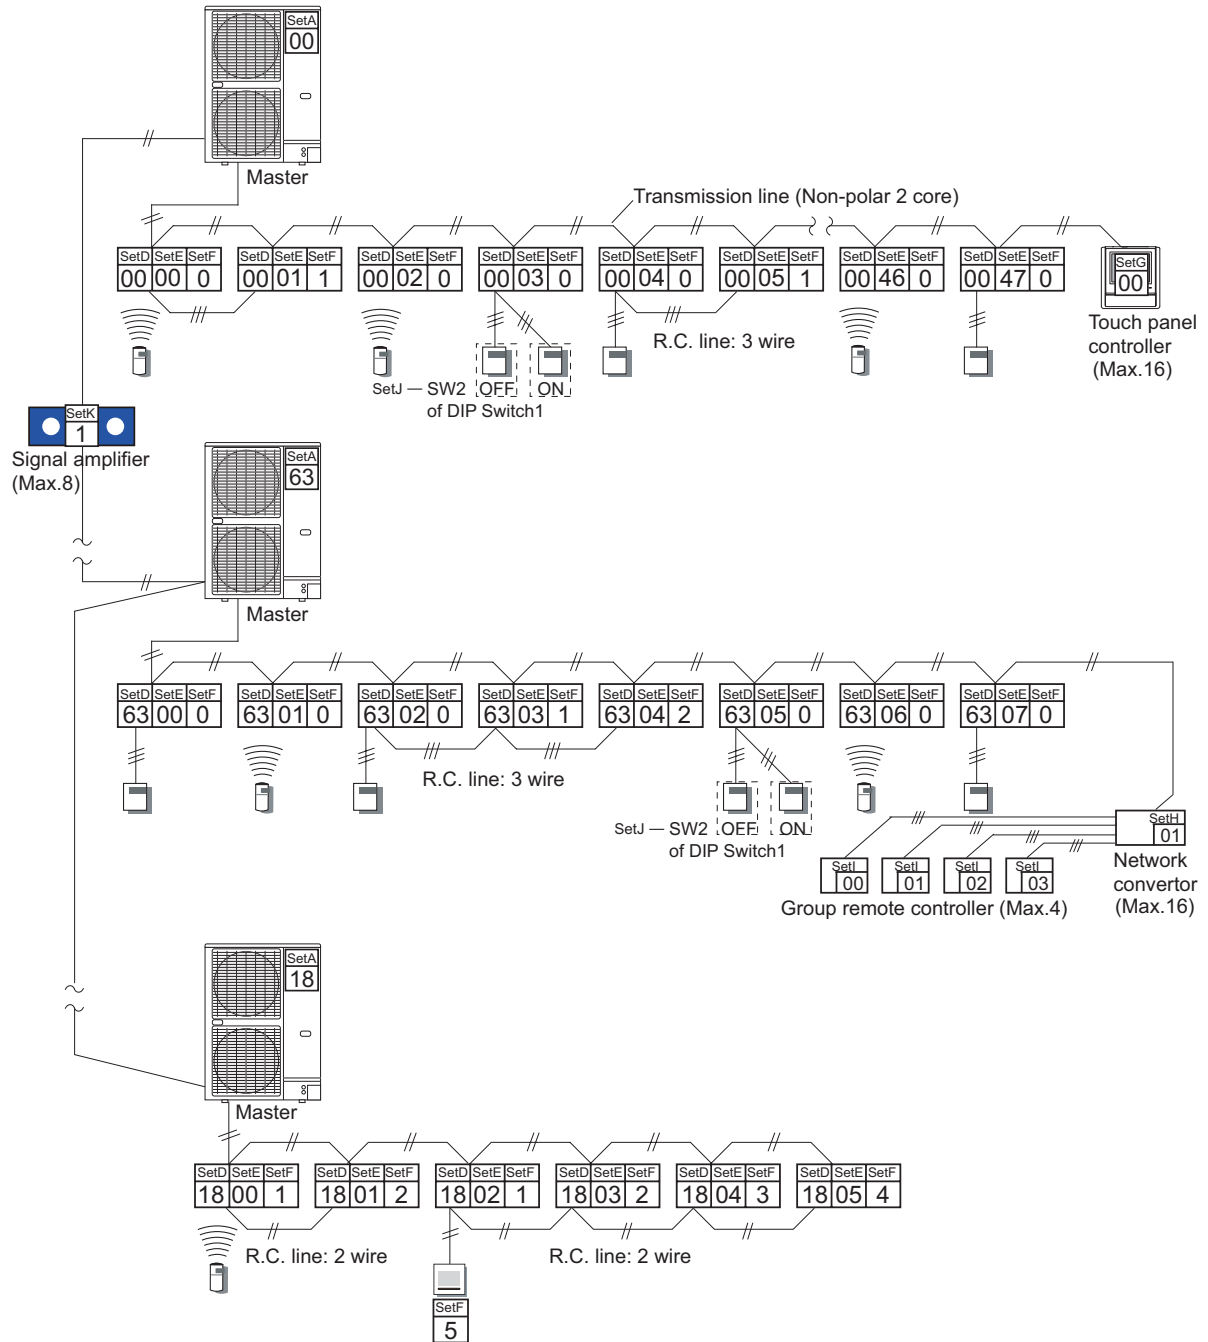 SetA
00
Master
Transmission line (Non-polar 2 core)
SetD SetE SetF SetD SetE SetF SetD SetE SetF SetD SetE SetF SetD SetE SetF SetD SetE SetF SetD SetE SetF SetD SetE SetF SetG
00 00 0 00 01 1 00 02 0 00 03 0 00 04 0 00 05 1 00 46 0 00 47 0 00
R.C. line: 3 wire
Touch panel
controller
(Max.16)
SetJ — SW2 OFF ON
of DIP Switch1
SetK
1
Signal amplifier
(Max.8)
SetA
63
Master
SetD SetE SetF SetD SetE SetF SetD SetE SetF SetD SetE SetF SetD SetE SetF SetD SetE SetF SetD SetE SetF SetD SetE SetF
63 00 0 63 01 0 63 02 0 63 03 1 63 04 2 63 05 0 63 06 0 63 07 0
R.C. line: 3 wire
SetJ — SW2 OFF ON
of DIP Switch1
SetH
01
Network
convertor
(Max.16)
SetI SetI SetI SetI
00 01 02 03
Group remote controller (Max.4)
SetA
18
Master
SetD SetE SetF SetD SetE SetF SetD SetE SetF SetD SetE SetF SetD SetE SetF SetD SetE SetF
18 00 1 18 01 2 18 02 1 18 03 2 18 04 3 18 05 4
R.C. line: 2 wire R.C. line: 2 wire
SetF
5